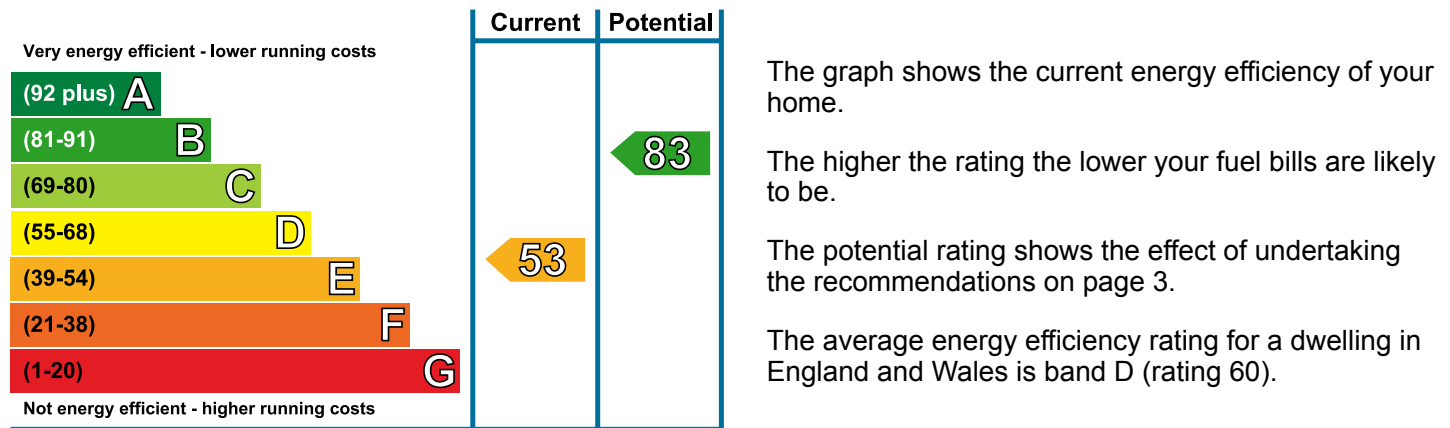 Current Potential
Very energy efficient - lower running costs
(92 plus) A
(81-91) B
83
(69-80) C
(55-68) D
53
(39-54) E
(21-38) F
(1-20) G
Not energy efficient - higher running costs
The graph shows the current energy efficiency of your
home.
The higher the rating the lower your fuel bills are likely
to be.
The potential rating shows the effect of undertaking
the recommendations on page 3.
The average energy efficiency rating for a dwelling in
England and Wales is band D (rating 60).